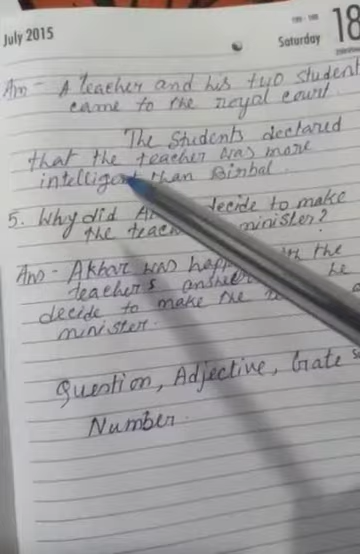 July 2015
Saturday 18
Ans - A teacher and his two student
came to the royal court.
The Students declared
that the teacher was more
intelligent than Birbal.
5. Why did decide to make
the minister?
Ans - Akbar was the
teacher's he
decide to make the
minister.
Question, Adjective,
Number.